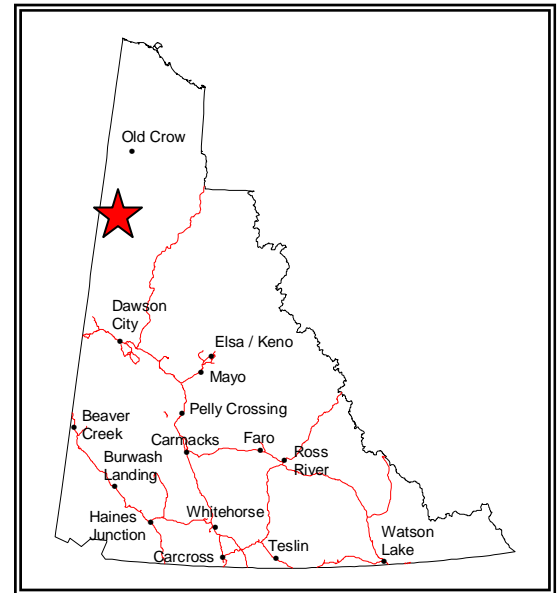 Old Crow
Dawson
City
Elsa / Keno
Mayo
Pelly Crossing
Beaver
Creek
Carmacks
Faro
Ross
River
Burwash
Landing
Haines
Junction
Whitehorse
Watson
Lake
Carcross
Teslin